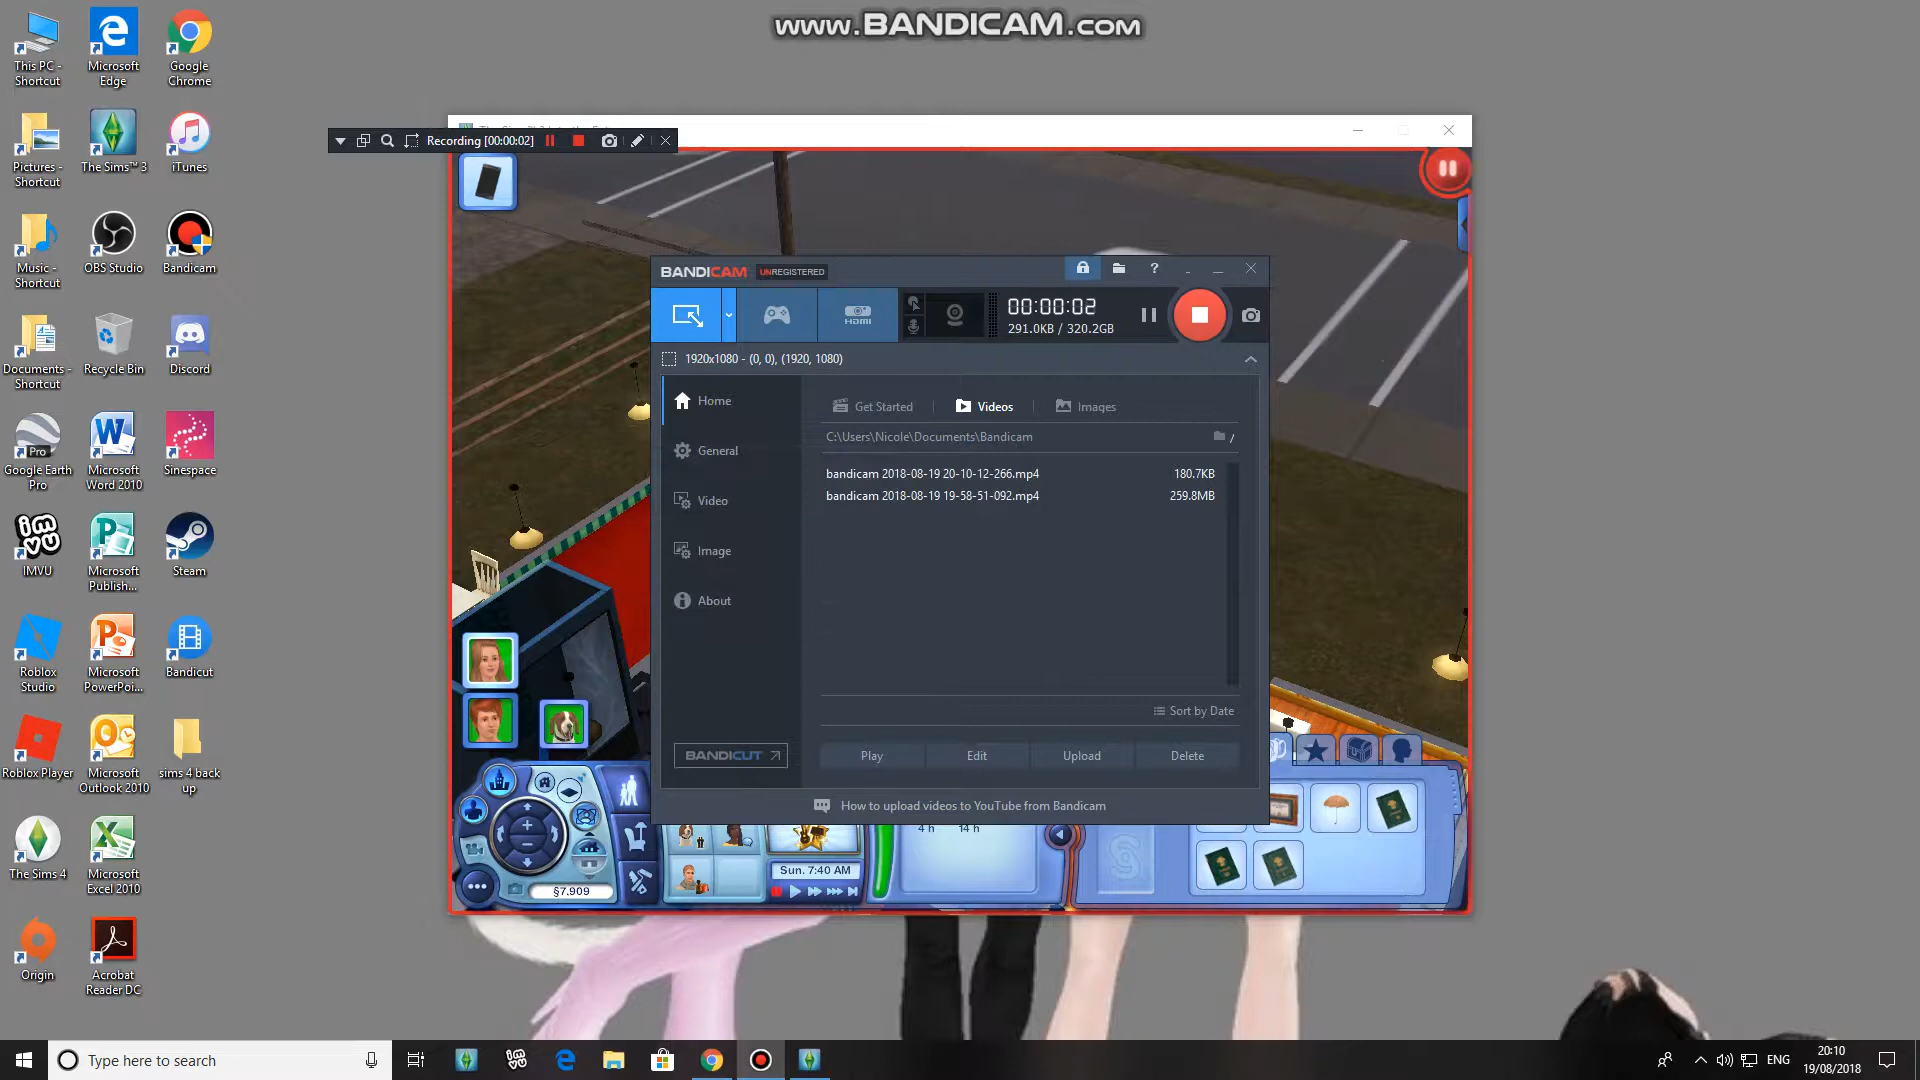 www.BANDICAM.com
This PC -
Shortcut
Microsoft
Edge
Google
Chrome
Pictures -
Shortcut
The Sims™ 3
iTunes
Music -
Shortcut
OBS Studio
Bandicam
Documents -
Shortcut
Recycle Bin
Discord
Google Earth
Pro
Microsoft
Word 2010
Sinespace
IMVU
Microsoft
Publish...
Steam
Roblox
Studio
Microsoft
PowerPoi...
Bandicut
Roblox Player
Microsoft
Outlook 2010
sims 4 back
up
The Sims 4
Microsoft
Excel 2010
Origin
Acrobat
Reader DC
Recording [00:00:02]
BANDICAM UNREGISTERED
HDMI
00:00:02
291.0KB / 320.2GB
1920x1080 - (0, 0), (1920, 1080)
Home
General
Video
Image
About
Get Started
Videos
Images
C:\Users\Nicole\Documents\Bandicam
bandicam 2018-08-19 20-10-12-266.mp4 180.7KB
bandicam 2018-08-19 19-58-51-092.mp4 259.8MB
Sort by Date
BANDICUT
Play
Edit
Upload
Delete
How to upload videos to YouTube from Bandicam
4 h 14 h
Sun. 7:40 AM
§7,909
Type here to search
ENG
20:10
19/08/2018